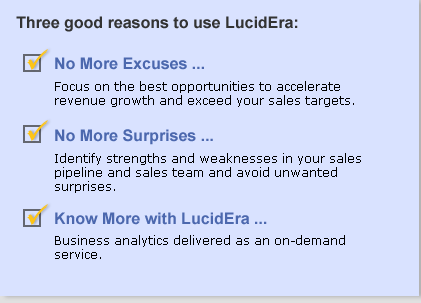 Three good reasons to use LucidEra:
No More Excuses ...
Focus on the best opportunities to accelerate
revenue growth and exceed your sales targets.
No More Surprises ...
Identify strengths and weaknesses in your sales
pipeline and sales team and avoid unwanted
surprises.
Know More with LucidEra ...
Business analytics delivered as an on-demand
service.